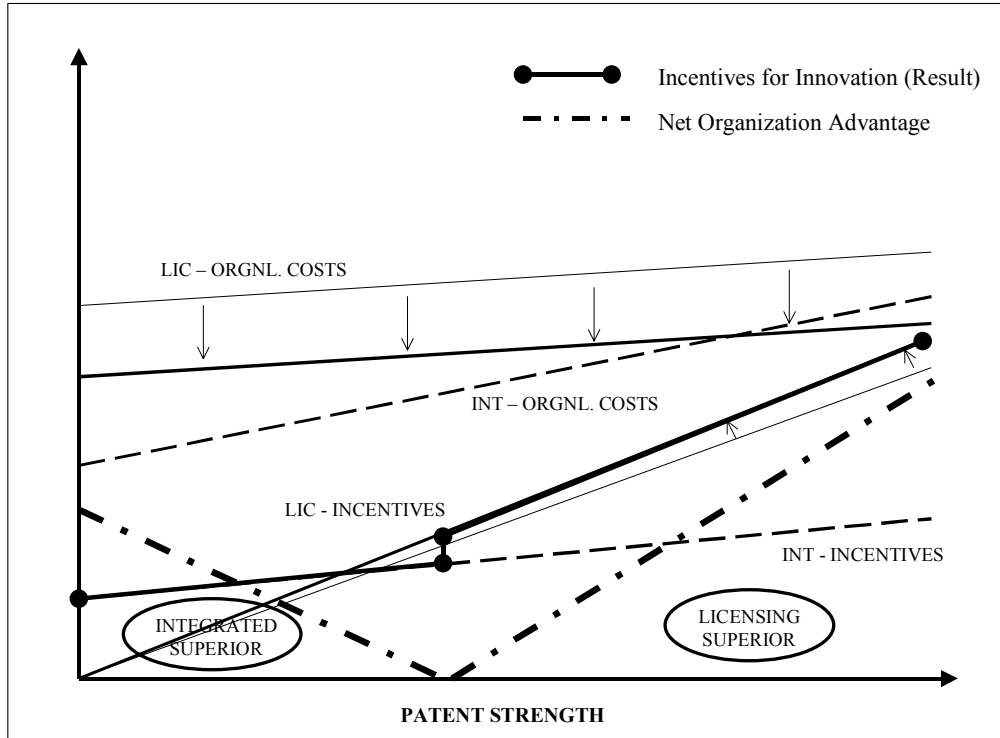 Incentives for Innovation (Result)
Net Organization Advantage
LIC – ORGNL. COSTS
INT – ORGNL. COSTS
LIC - INCENTIVES
INT - INCENTIVES
INTEGRATED
SUPERIOR
LICENSING
SUPERIOR
PATENT STRENGTH